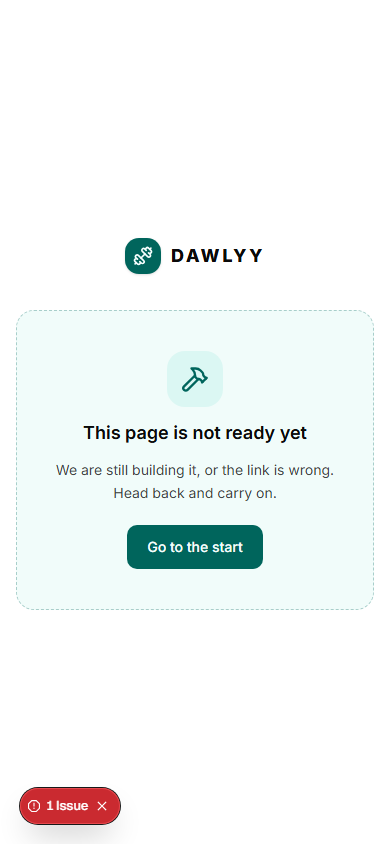 DAWLYY
This page is not ready yet
We are still building it, or the link is wrong.
Head back and carry on.
Go to the start
1 Issue